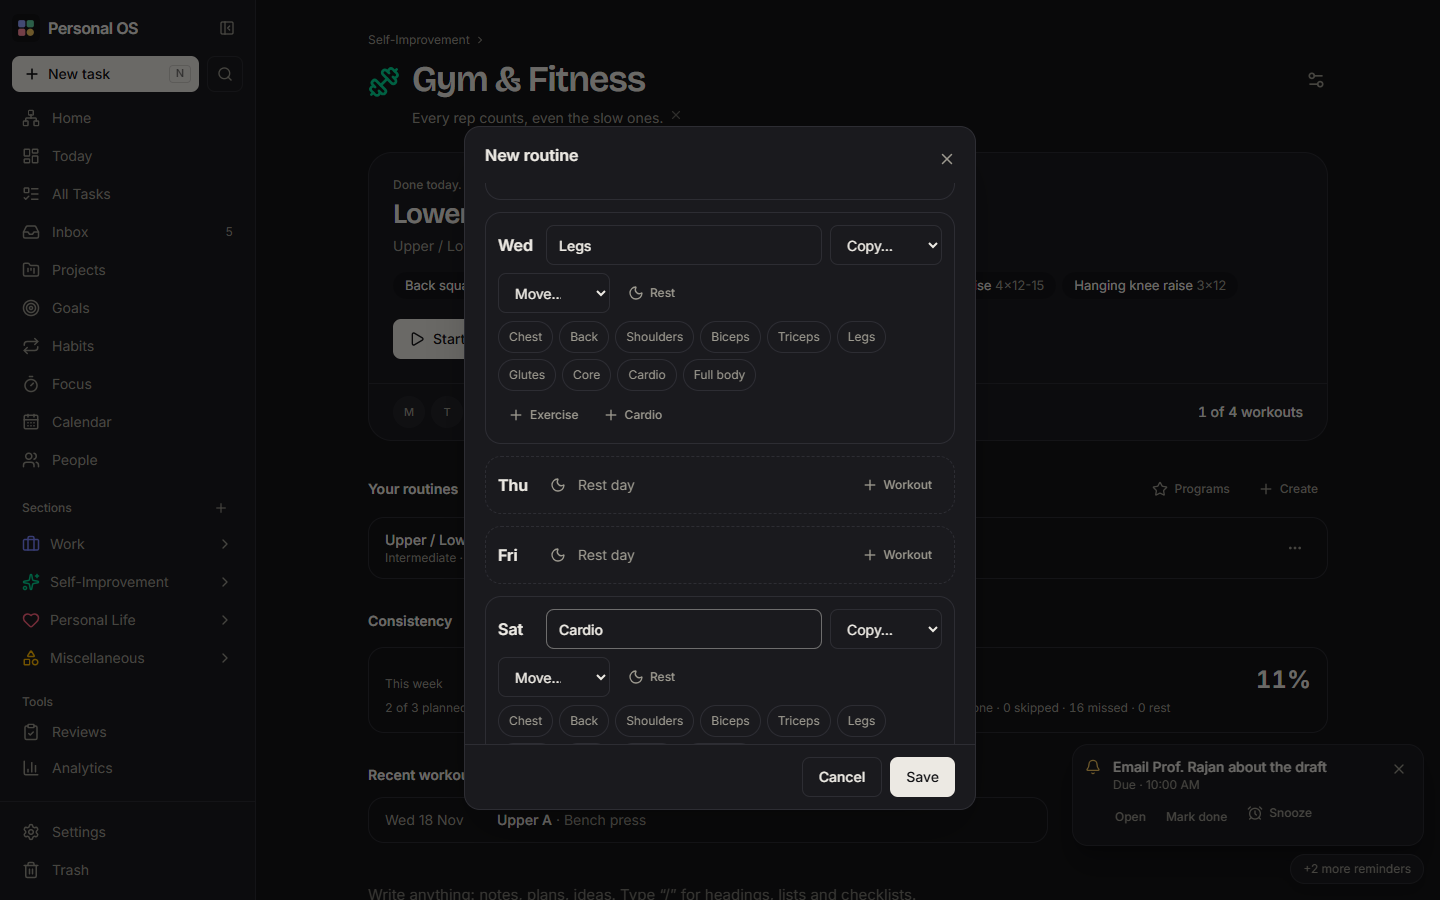 Personal OS
New task N
Home
Today
All Tasks
Inbox 5
Projects
Goals
Habits
Focus
Calendar
People
Sections
Work
Self-Improvement
Personal Life
Miscellaneous
Tools
Reviews
Analytics
Settings
Trash
Self-Improvement
Gym & Fitness
Every rep counts, even the slow ones.
Done today.
Lower
Upper / Lo
Back squa
se 4×12-15
Hanging knee raise 3×12
Start
M T
1 of 4 workouts
Your routines
Programs
Create
Upper / Low
Intermediate ·
Consistency
This week
11%
2 of 3 planned
one · 0 skipped · 16 missed · 0 rest
Recent workou
Wed 18 Nov Upper A · Bench press
Write anything: notes, plans, ideas. Type “/” for headings, lists and checklists.
New routine
Wed Legs Copy...
Move... Rest
Chest Back Shoulders Biceps Triceps Legs
Glutes Core Cardio Full body
Exercise Cardio
Thu Rest day Workout
Fri Rest day Workout
Sat Cardio Copy...
Move... Rest
Chest Back Shoulders Biceps Triceps Legs
Cancel Save
Email Prof. Rajan about the draft
Due · 10:00 AM
Open Mark done Snooze
+2 more reminders